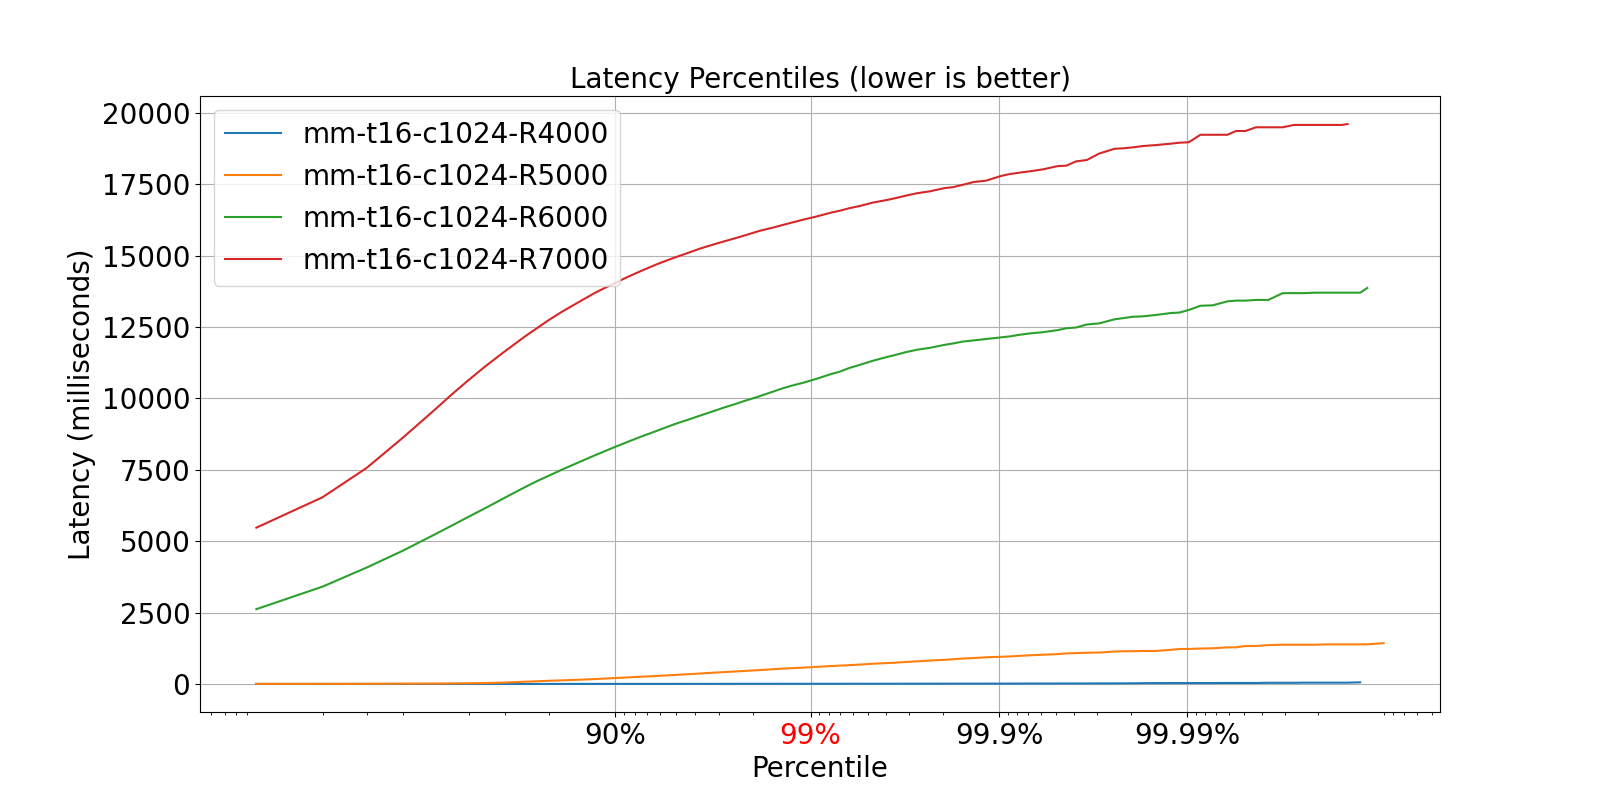 Latency Percentiles (lower is better)
20000
17500
15000
12500
10000
7500
5000
2500
0
Latency (milliseconds)
mm-t16-c1024-R4000
mm-t16-c1024-R5000
mm-t16-c1024-R6000
mm-t16-c1024-R7000
90% 99% 99.9% 99.99%
Percentile